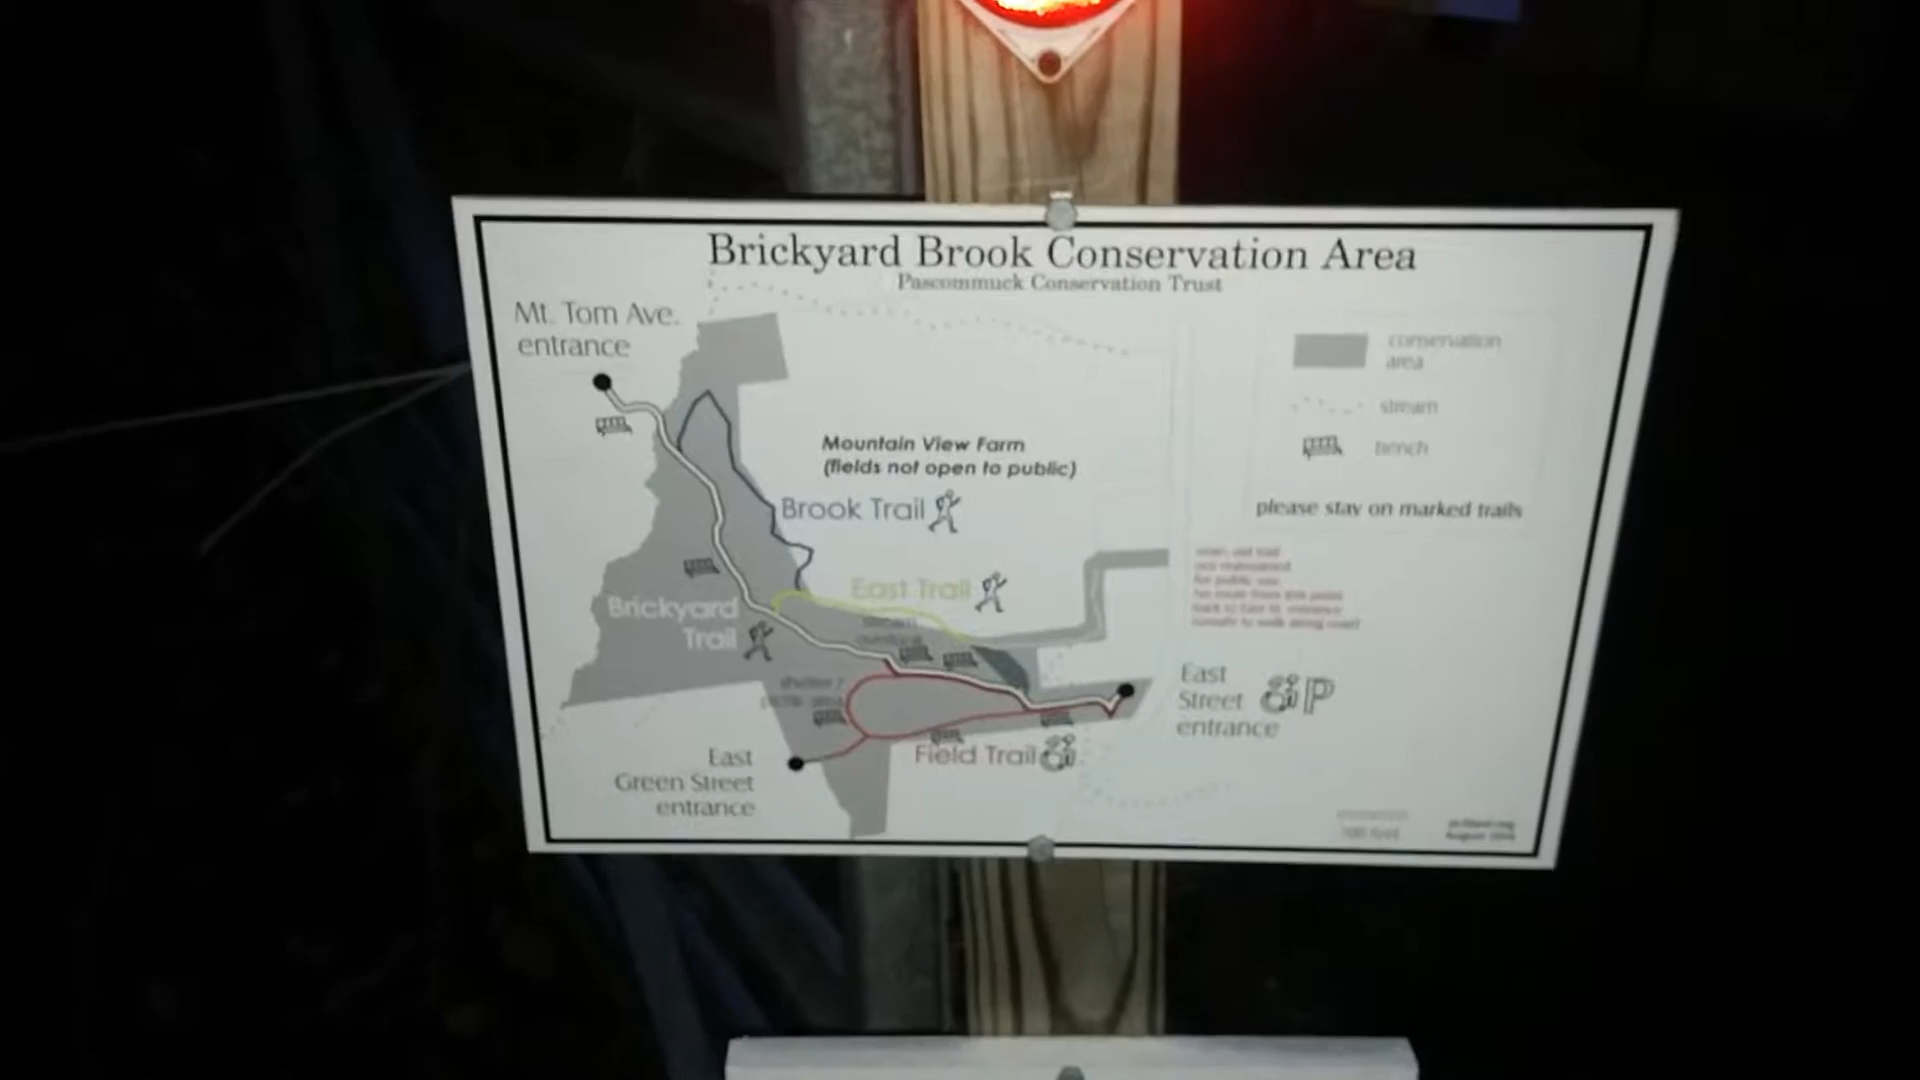 Brickyard Brook Conservation Area
Pascommuck Conservation Trust
Mt. Tom Ave.
entrance
conservation
area
stream
bench
Mountain View Farm
(fields not open to public)
please stay on marked trails
Brook Trail
East Trail
Brickyard
Trail
East
Street
entrance
P
Field Trail
East
Green Street
entrance